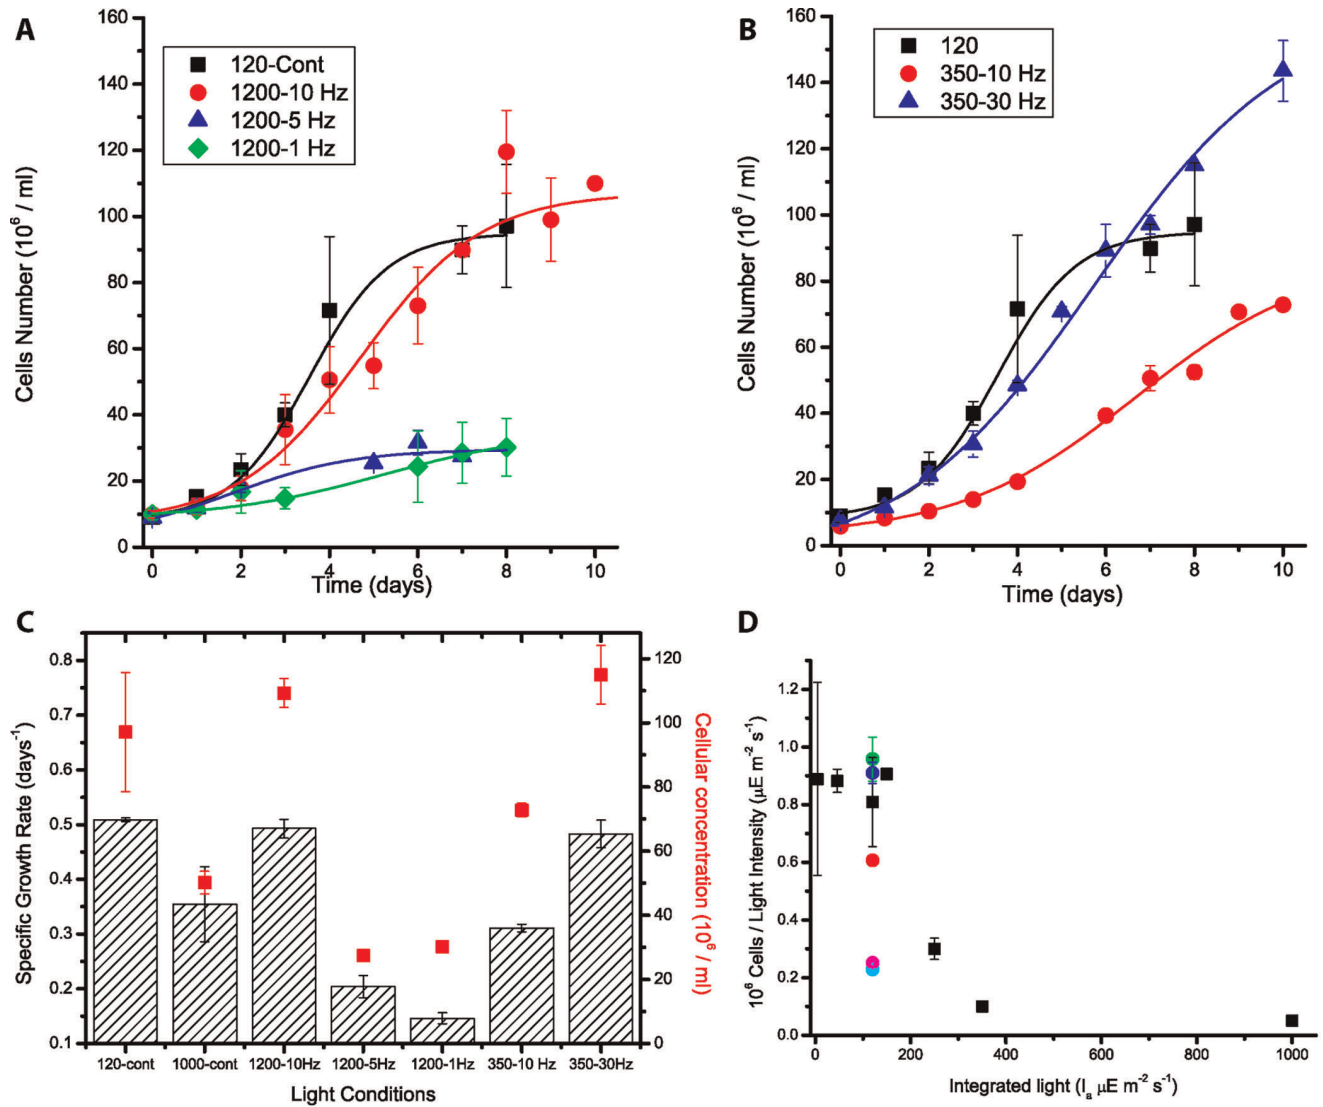 A
160
140
120
100
80
60
40
20
0
Cells Number (10⁶ / ml)
120-Cont
1200-10 Hz
1200-5 Hz
1200-1 Hz
0 2 4 6 8 10
Time (days)
B
160
140
120
100
80
60
40
20
0
Cells Number (10⁶ / ml)
120
350-10 Hz
350-30 Hz
0 2 4 6 8 10
Time (days)
C
0.8
0.7
0.6
0.5
0.4
0.3
0.2
0.1
Specific Growth Rate (days⁻¹)
120
100
80
60
40
20
0
Cellular concentration (10⁶ / ml)
120-cont 1000-cont 1200-10Hz 1200-5Hz 1200-1Hz 350-10 Hz 350-30Hz
Light Conditions
D
1.2
1.0
0.8
0.6
0.4
0.2
0.0
10⁶ Cells / Light Intensity (µE m⁻² s⁻¹)
0 200 400 600 800 1000
Integrated light (Iₐ µE m⁻² s⁻¹)